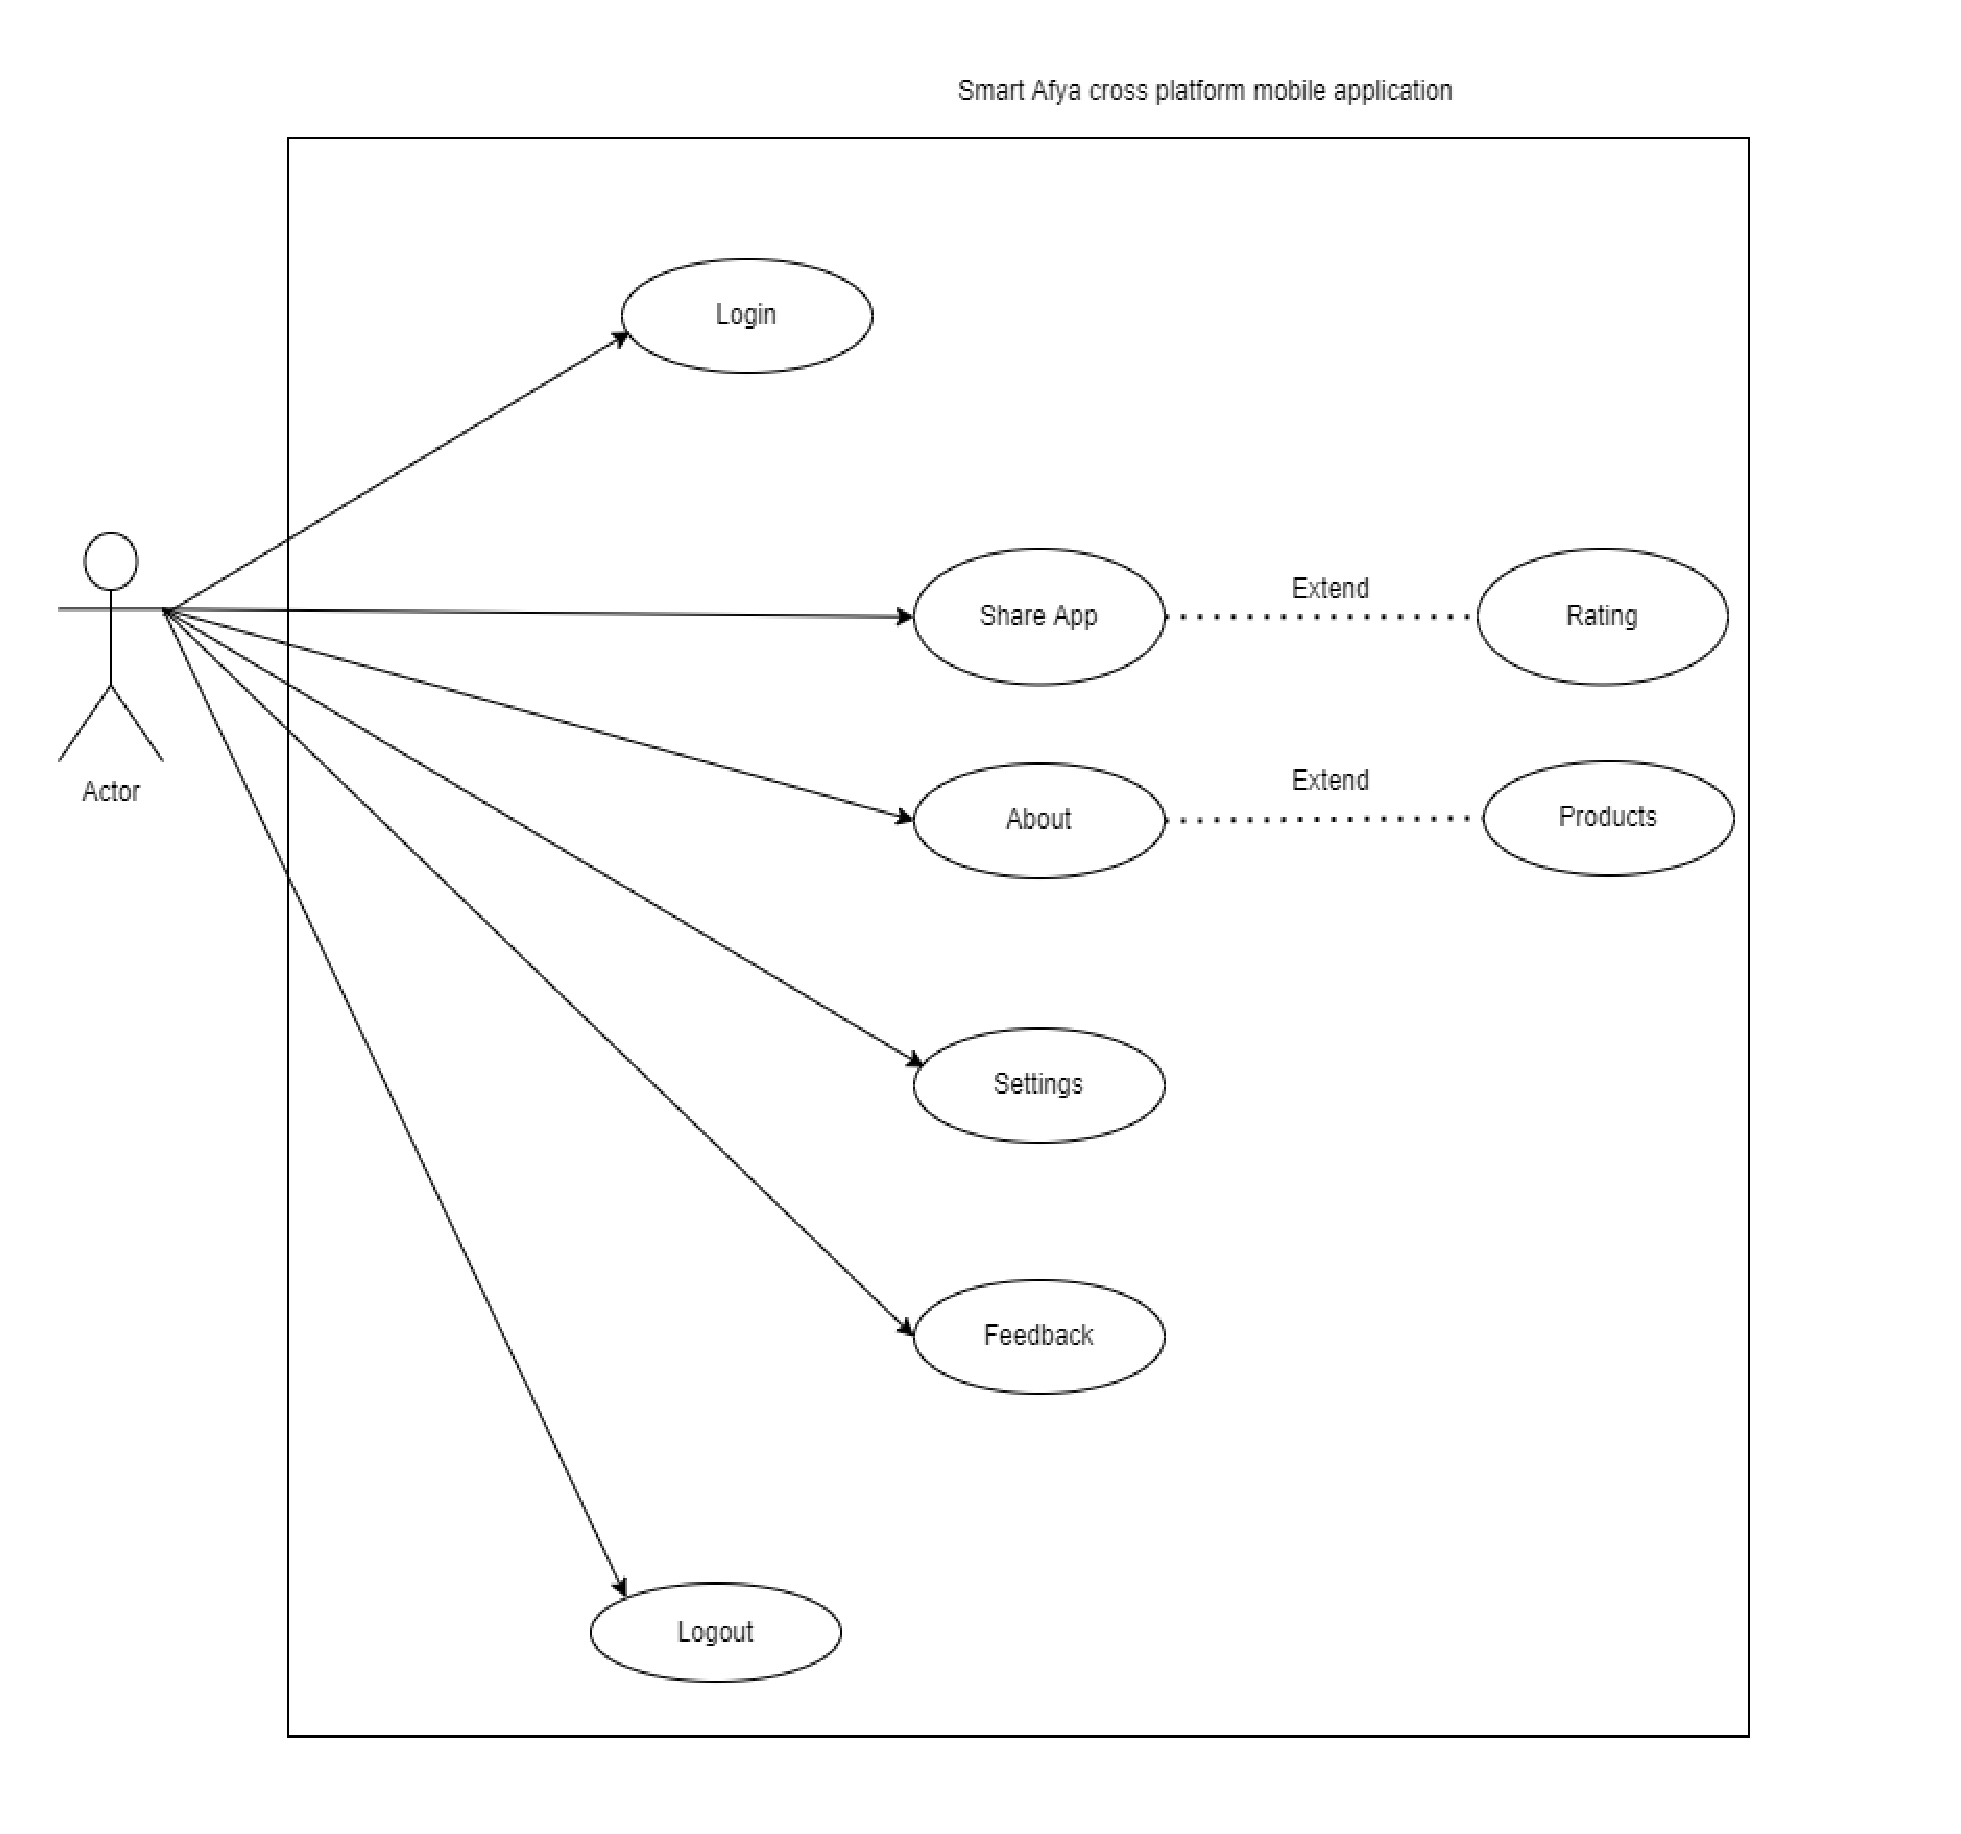 Smart Afya cross platform mobile application
Login
Share App
Extend
Rating
Actor
About
Extend
Products
Settings
Feedback
Logout